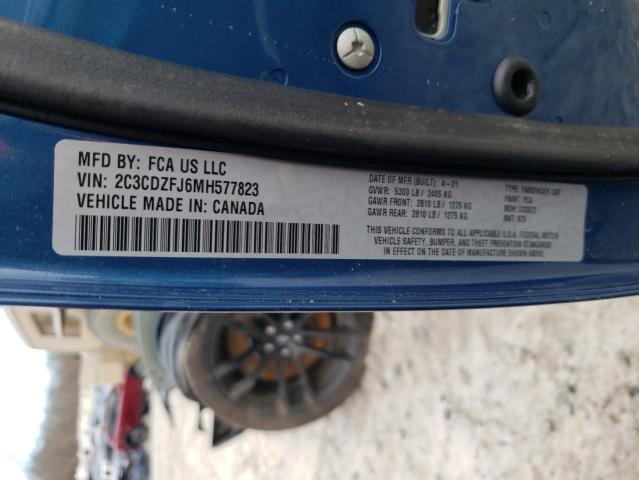 MFD BY: FCA US LLC
VIN: 2C3CDZFJ6MH577823
VEHICLE MADE IN: CANADA
DATE OF MFR (BUILT): 4-21
GVWR: 5300 LB / 2405 KG
GAWR FRONT: 2810 LB / 1275 KG
GAWR REAR: 2810 LB / 1275 KG
TYPE: PASSENGER CAR
PAINT: PCA
MDH:
THIS VEHICLE CONFORMS TO ALL APPLICABLE U.S.A. FEDERAL MOTOR
VEHICLE SAFETY, BUMPER, AND THEFT PREVENTION STANDARDS
IN EFFECT ON THE DATE OF MANUFACTURE SHOWN ABOVE.